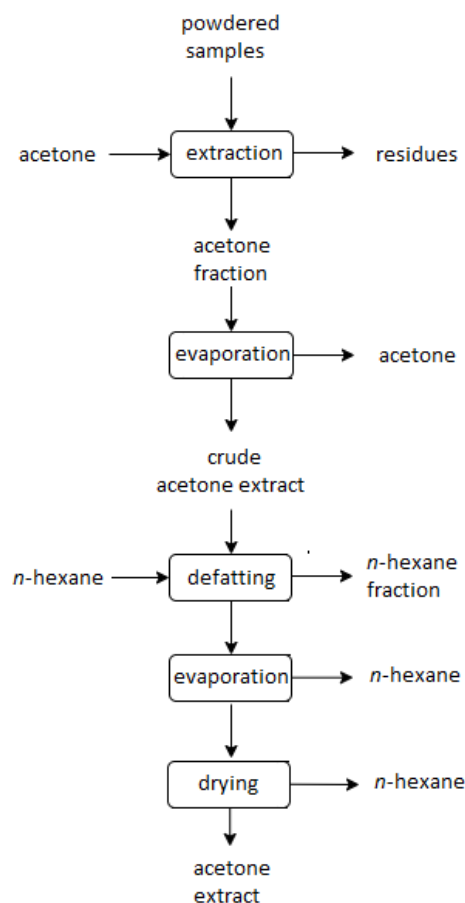 powdered
samples
acetone
extraction
residues
acetone
fraction
evaporation
acetone
crude
acetone extract
n-hexane
defatting
n-hexane
fraction
evaporation
n-hexane
drying
n-hexane
acetone
extract